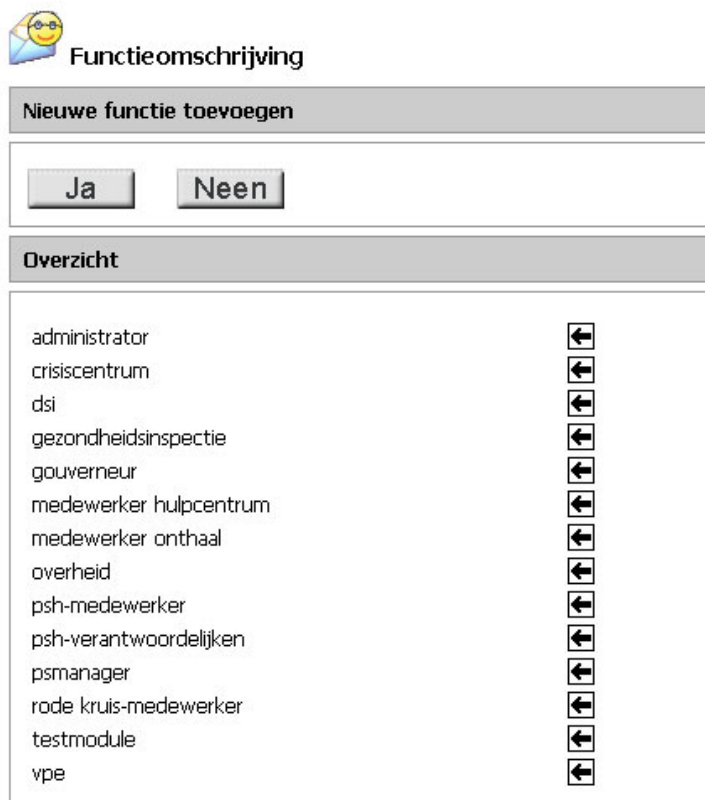 Functieomschrijving
Nieuwe functie toevoegen
Ja Neen
Overzicht
administrator
crisiscentrum
dsi
gezondheidsinspectie
gouverneur
medewerker hulpcentrum
medewerker onthaal
overheid
psh-medewerker
psh-verantwoordelijken
psmanager
rode kruis-medewerker
testmodule
vpe